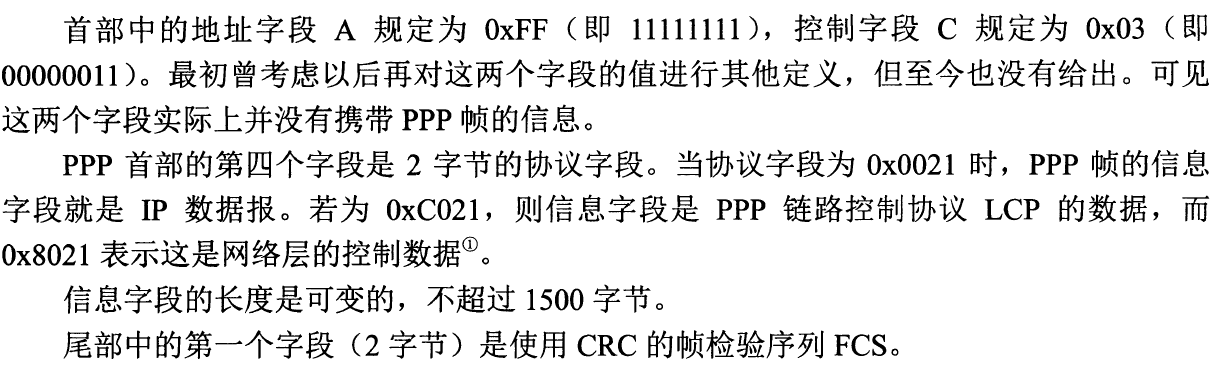 首部中的地址字段 A 规定为 0xFF（即 11111111），控制字段 C 规定为 0x03（即
00000011）。最初曾考虑以后再对这两个字段的值进行其他定义，但至今也没有给出。可见
这两个字段实际上并没有携带 PPP 帧的信息。
PPP 首部的第四个字段是 2 字节的协议字段。当协议字段为 0x0021 时，PPP 帧的信息
字段就是 IP 数据报。若为 0xC021，则信息字段是 PPP 链路控制协议 LCP 的数据，而
0x8021 表示这是网络层的控制数据①。
信息字段的长度是可变的，不超过 1500 字节。
尾部中的第一个字段（2 字节）是使用 CRC 的帧检验序列 FCS。